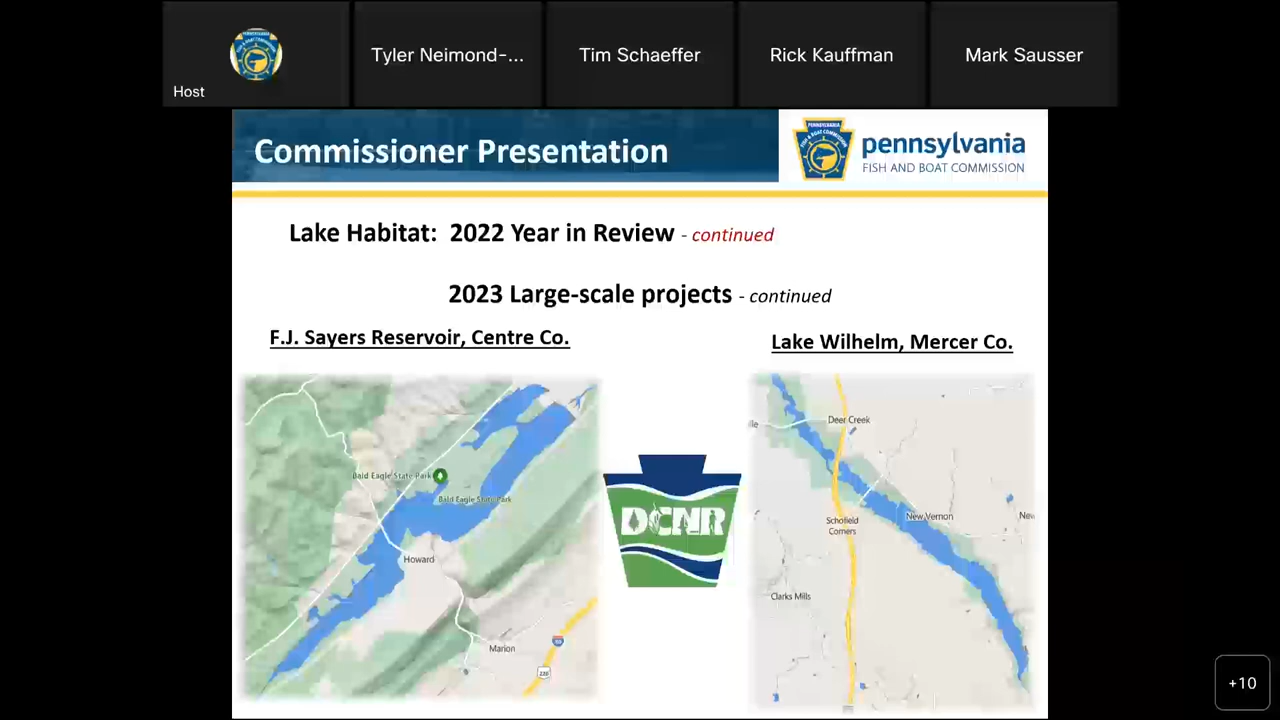 Host
Tyler Neimond-...
Tim Schaeffer
Rick Kauffman
Mark Sausser
Commissioner Presentation
pennsylvania
FISH AND BOAT COMMISSION
Lake Habitat: 2022 Year in Review - continued
2023 Large-scale projects - continued
F.J. Sayers Reservoir, Centre Co.
Lake Wilhelm, Mercer Co.
Bald Eagle State Park
Bald Eagle State Park
Howard
Marion
220
DCNR
lle
Deer Creek
Schofield
Corners
New Vernon
Nev
Clarks Mills
+10